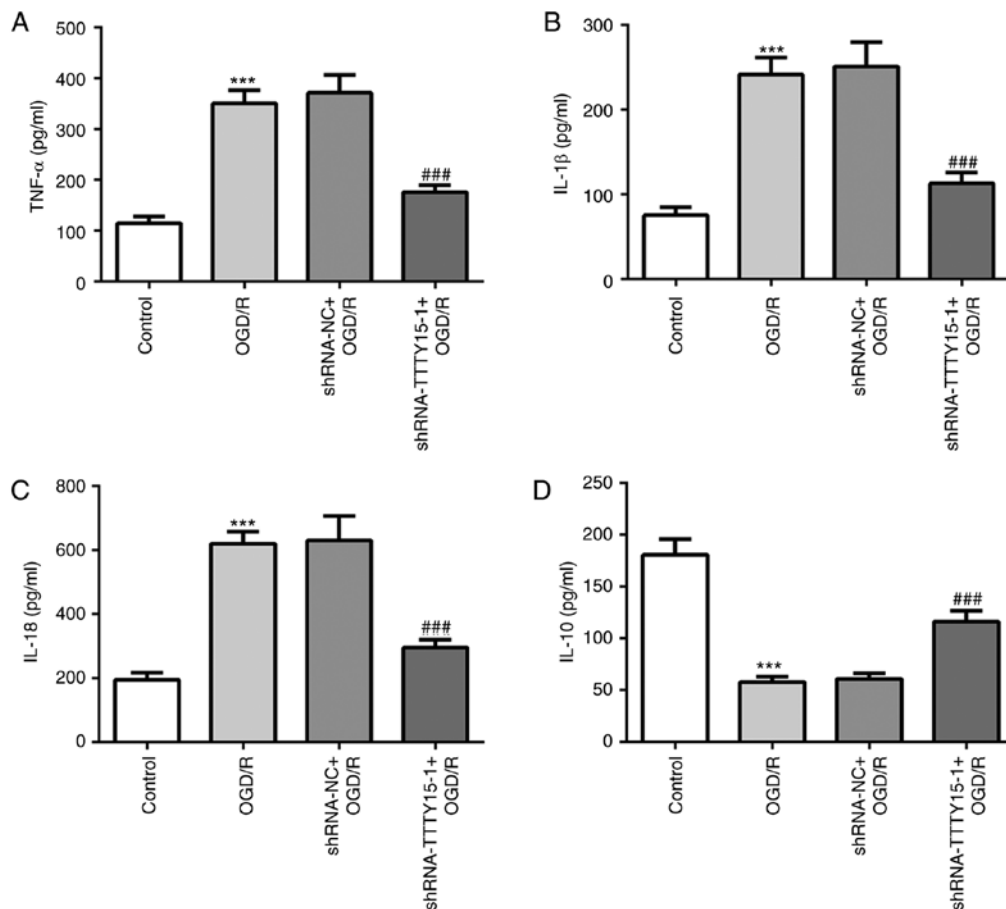 A
TNF-α (pg/ml)
500
400
300
200
100
0
***
###
Control
OGD/R
shRNA-NC+
OGD/R
shRNA-TTTY15-1+
OGD/R
B
IL-1β (pg/ml)
300
200
100
0
***
###
Control
OGD/R
shRNA-NC+
OGD/R
shRNA-TTTY15-1+
OGD/R
C
IL-18 (pg/ml)
800
600
400
200
0
***
###
Control
OGD/R
shRNA-NC+
OGD/R
shRNA-TTTY15-1+
OGD/R
D
IL-10 (pg/ml)
250
200
150
100
50
0
***
###
Control
OGD/R
shRNA-NC+
OGD/R
shRNA-TTTY15-1+
OGD/R